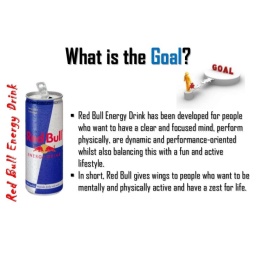 What is the Goal?
GOAL
Red Bull Energy Drink
Red Bull
ENERGY DRINK
▪ Red Bull Energy Drink has been developed for people
who want to have a clear and focused mind, perform
physically, are dynamic and performance-oriented
whilst also balancing this with a fun and active
lifestyle.
▪ In short, Red Bull gives wings to people who want to be
mentally and physically active and have a zest for life.